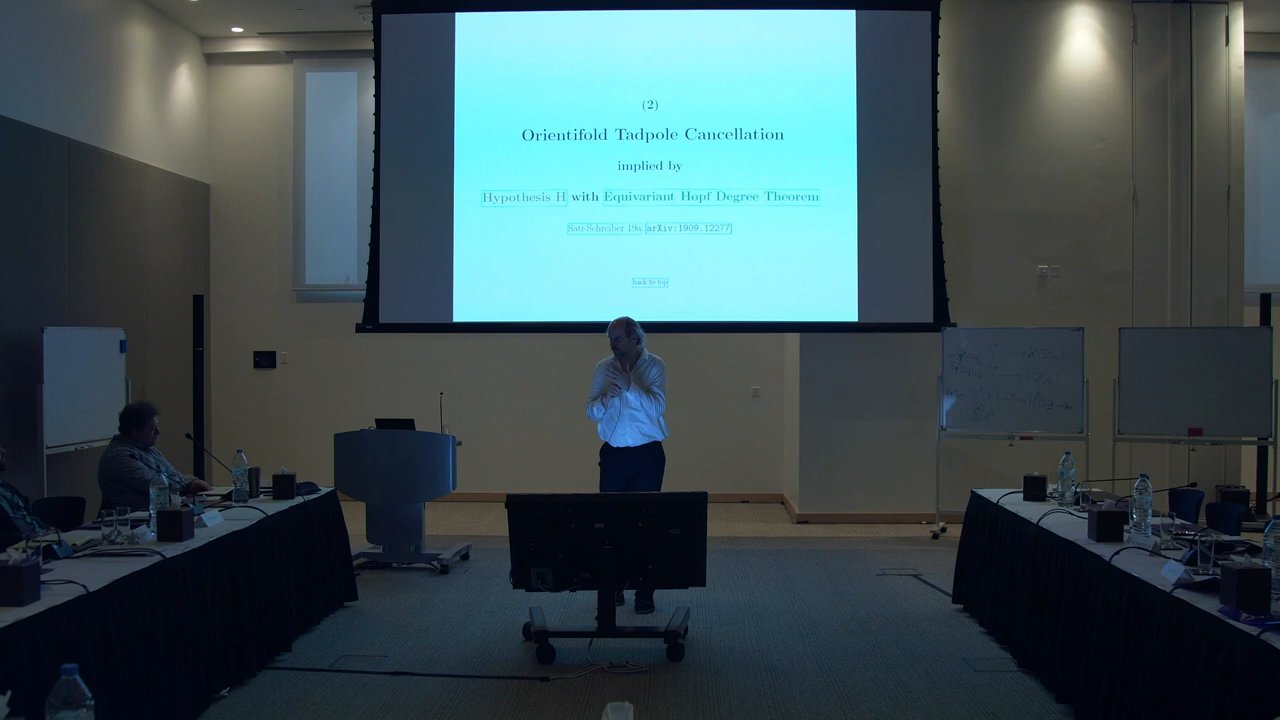 (2)
Orientifold Tadpole Cancellation
implied by
Hypothesis H with Equivariant Hopf Degree Theorem
Sati-Schreiber 19a arXiv:1909.12277
back to top